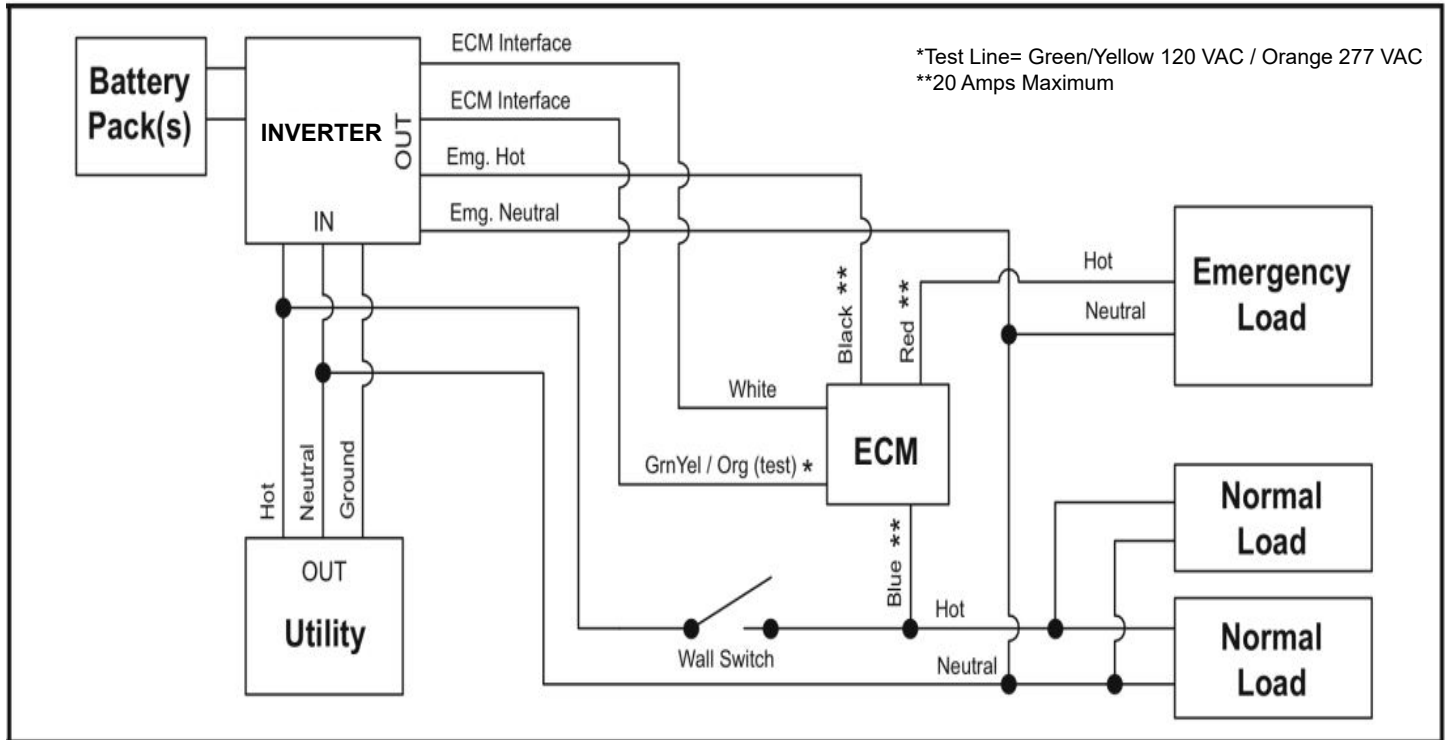 *Test Line= Green/Yellow 120 VAC / Orange 277 VAC
**20 Amps Maximum
Battery
Pack(s)
INVERTER
OUT
IN
ECM Interface
ECM Interface
Emg. Hot
Emg. Neutral
Black **
Red **
Hot
Neutral
Emergency
Load
White
GrnYel / Org (test) *
ECM
Blue **
Hot
Neutral
Ground
OUT
Utility
Wall Switch
Hot
Neutral
Normal
Load
Normal
Load